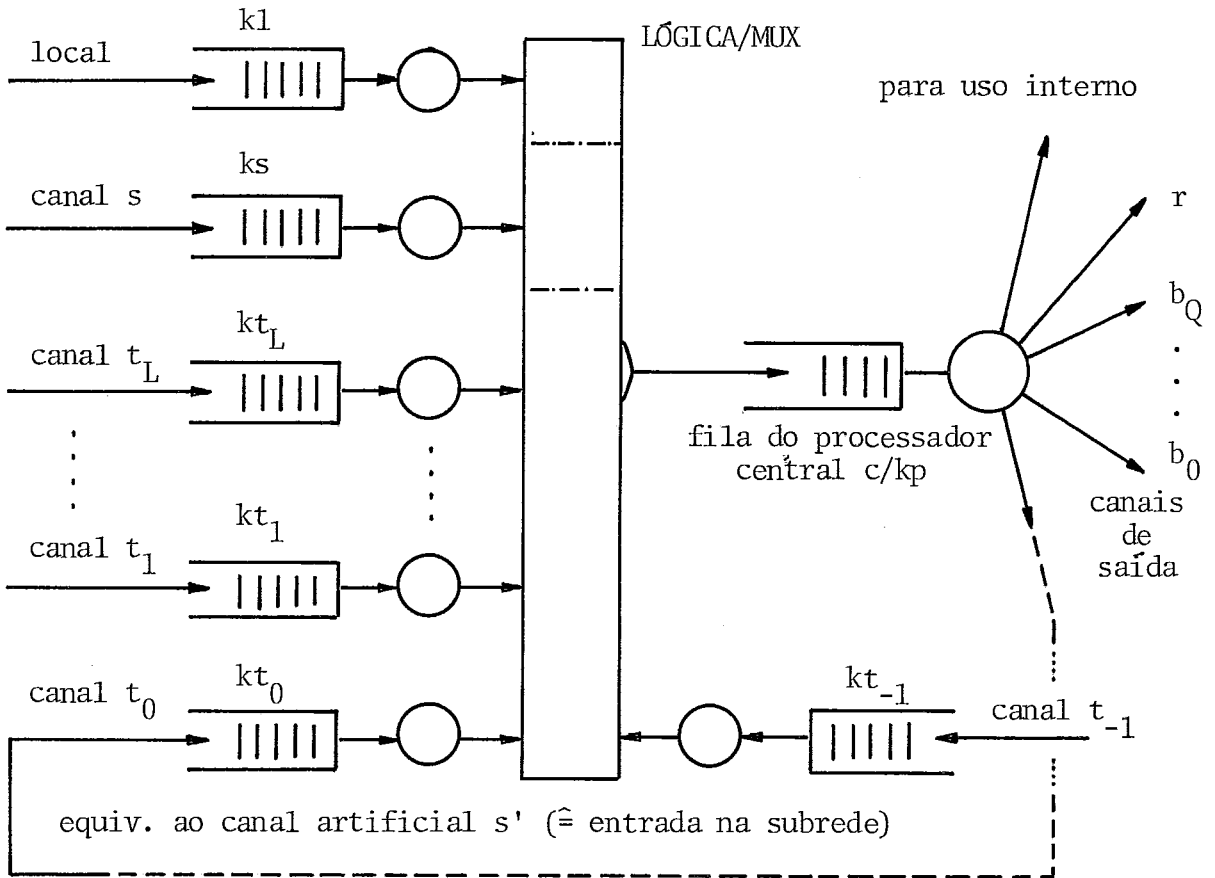 kl
LÓGICA/MUX
local
para uso interno
ks
canal s
r
kt_L
b_Q
canal t_L
fila do processador
central c/kp
b_0
canais
de
saída
kt_1
canal t_1
kt_0
canal t_0
kt_-1
canal t_-1
equiv. ao canal artificial s' (≙ entrada na subrede)